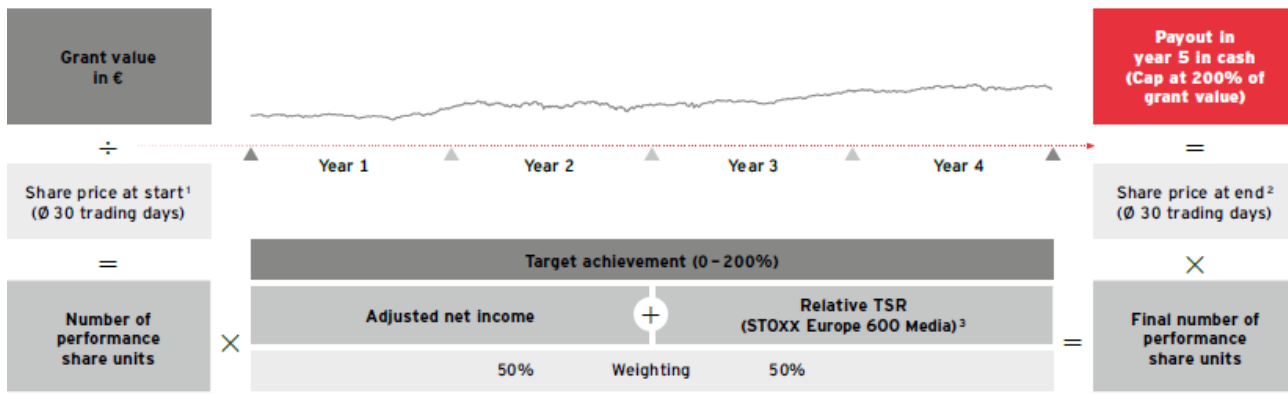 Grant value
in €
÷
Share price at start¹
(Ø 30 trading days)
=
Number of
performance
share units
×
Year 1
Year 2
Year 3
Year 4
Target achievement (0–200%)
Adjusted net income
+
Relative TSR
(STOXX Europe 600 Media)³
50%
Weighting
50%
=
Payout in
year 5 in cash
(Cap at 200% of
grant value)
=
Share price at end²
(Ø 30 trading days)
×
Final number of
performance
share units